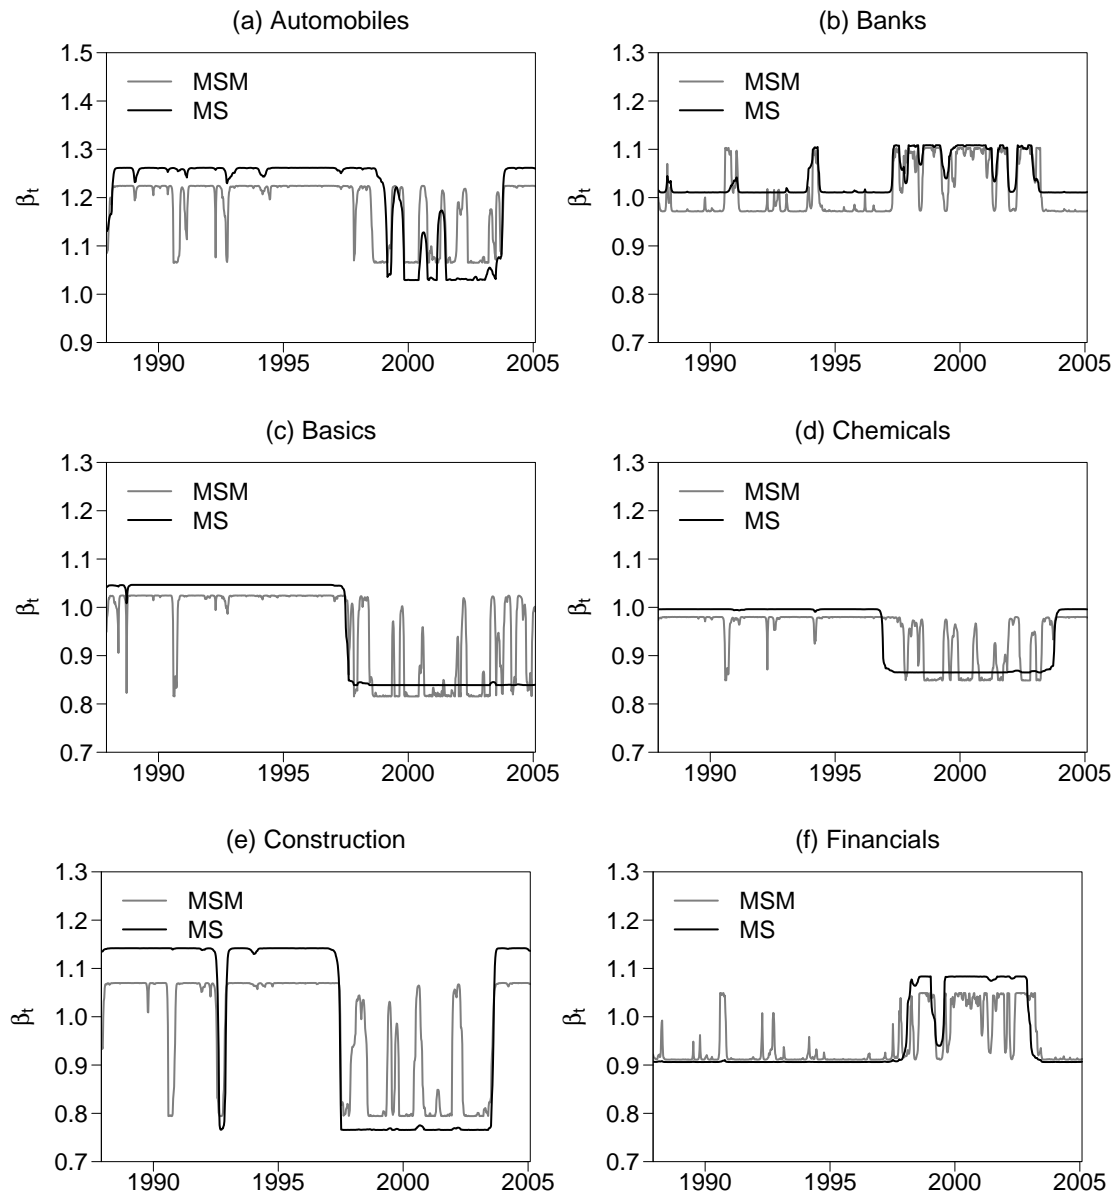 (a) Automobiles
1.5
1.4
1.3
1.2
1.1
1.0
0.9
βt
MSM
MS
1990 1995 2000 2005
(b) Banks
1.3
1.2
1.1
1.0
0.9
0.8
0.7
βt
MSM
MS
1990 1995 2000 2005
(c) Basics
1.3
1.2
1.1
1.0
0.9
0.8
0.7
βt
MSM
MS
1990 1995 2000 2005
(d) Chemicals
1.3
1.2
1.1
1.0
0.9
0.8
0.7
βt
MSM
MS
1990 1995 2000 2005
(e) Construction
1.3
1.2
1.1
1.0
0.9
0.8
0.7
βt
MSM
MS
1990 1995 2000 2005
(f) Financials
1.3
1.2
1.1
1.0
0.9
0.8
0.7
βt
MSM
MS
1990 1995 2000 2005